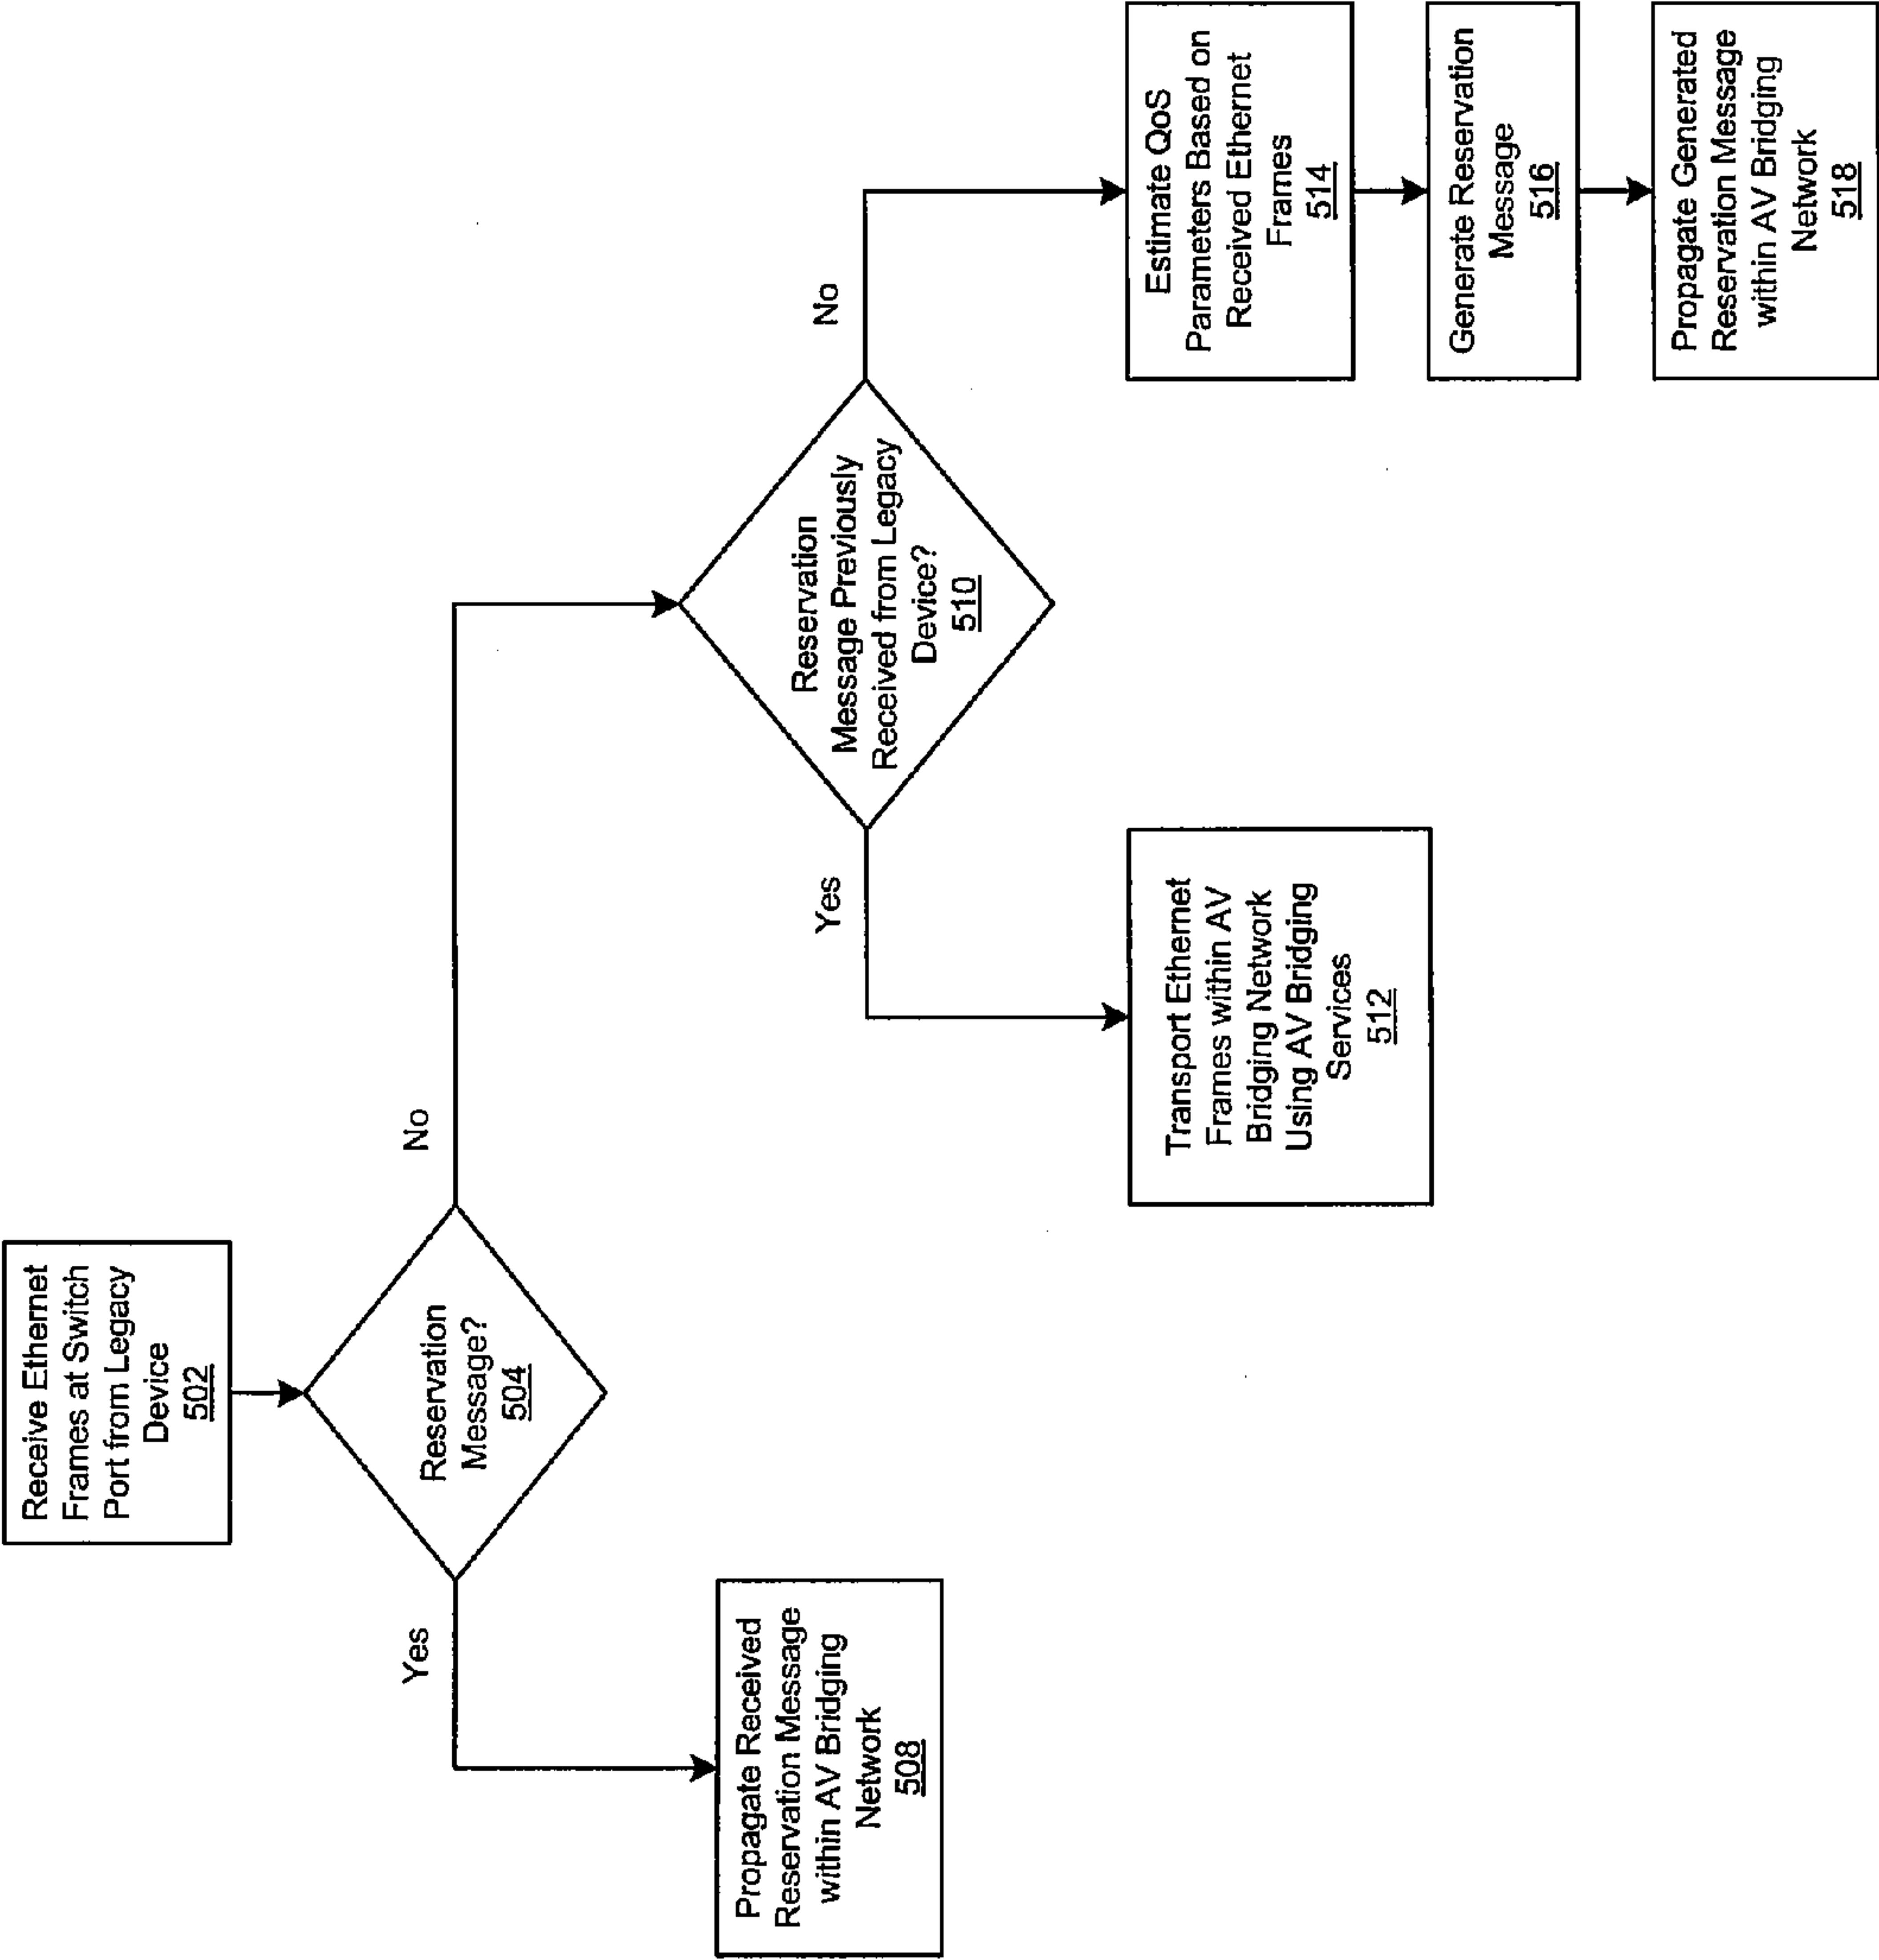 Receive Ethernet
Frames at Switch
Port from Legacy
Device
502
Reservation
Message?
504
Yes
No
Propagate Received
Reservation Message
within AV Bridging
Network
508
Reservation
Message Previously
Received from Legacy
Device?
510
Yes
No
Transport Ethernet
Frames within AV
Bridging Network
Using AV Bridging
Services
512
Estimate QoS
Parameters Based on
Received Ethernet
Frames
514
Generate Reservation
Message
516
Propagate Generated
Reservation Message
within AV Bridging
Network
518